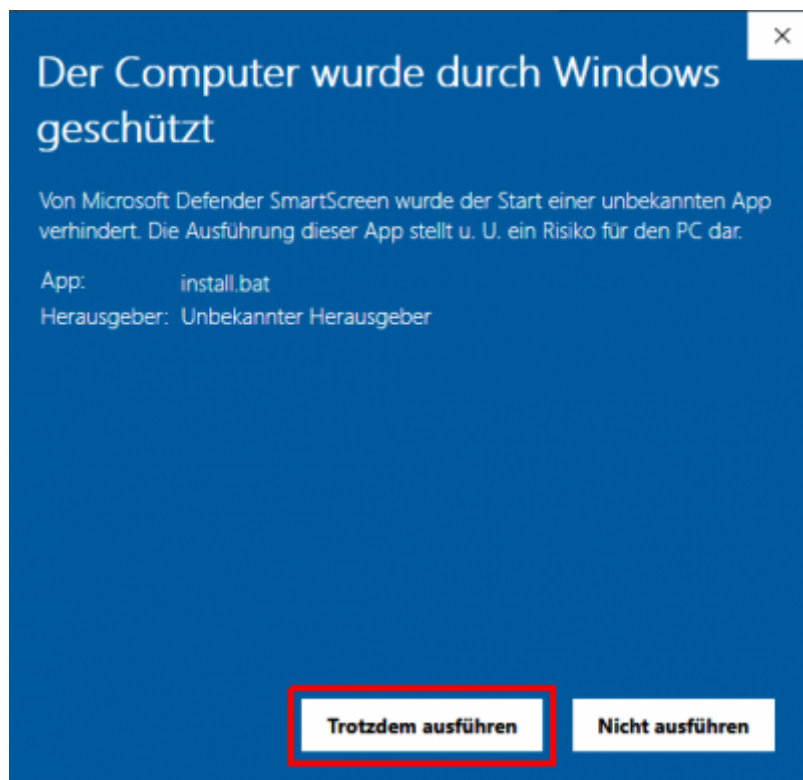 Der Computer wurde durch Windows
geschützt
Von Microsoft Defender SmartScreen wurde der Start einer unbekannten App
verhindert. Die Ausführung dieser App stellt u. U. ein Risiko für den PC dar.
App: install.bat
Herausgeber: Unbekannter Herausgeber
Trotzdem ausführen Nicht ausführen